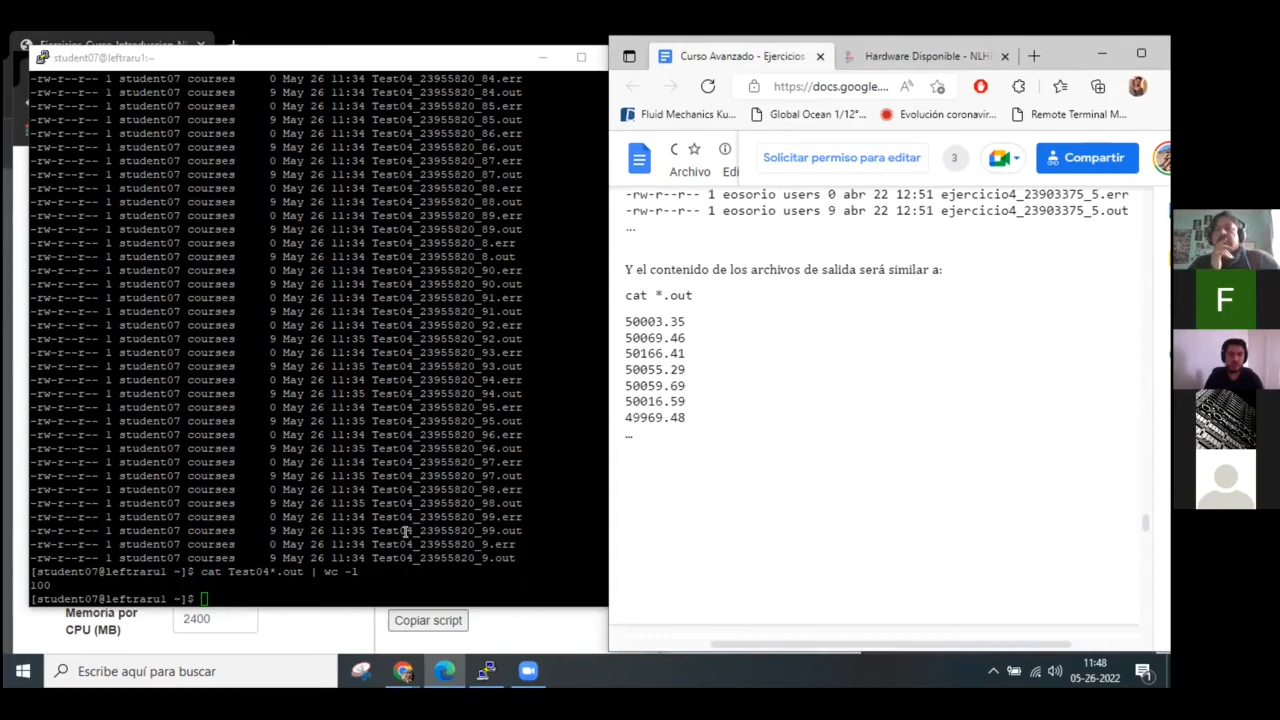 Ejercicios Curso Introduccion NL
student07@leftraru1:~
-rw-r--r-- 1 student07 courses 0 May 26 11:34 Test04_23955820_84.err
-rw-r--r-- 1 student07 courses 9 May 26 11:34 Test04_23955820_84.out
-rw-r--r-- 1 student07 courses 0 May 26 11:34 Test04_23955820_85.err
-rw-r--r-- 1 student07 courses 9 May 26 11:34 Test04_23955820_85.out
-rw-r--r-- 1 student07 courses 0 May 26 11:34 Test04_23955820_86.err
-rw-r--r-- 1 student07 courses 9 May 26 11:34 Test04_23955820_86.out
-rw-r--r-- 1 student07 courses 0 May 26 11:34 Test04_23955820_87.err
-rw-r--r-- 1 student07 courses 9 May 26 11:34 Test04_23955820_87.out
-rw-r--r-- 1 student07 courses 0 May 26 11:34 Test04_23955820_88.err
-rw-r--r-- 1 student07 courses 9 May 26 11:34 Test04_23955820_88.out
-rw-r--r-- 1 student07 courses 0 May 26 11:34 Test04_23955820_89.err
-rw-r--r-- 1 student07 courses 9 May 26 11:34 Test04_23955820_89.out
-rw-r--r-- 1 student07 courses 0 May 26 11:34 Test04_23955820_8.err
-rw-r--r-- 1 student07 courses 9 May 26 11:34 Test04_23955820_8.out
-rw-r--r-- 1 student07 courses 0 May 26 11:34 Test04_23955820_90.err
-rw-r--r-- 1 student07 courses 9 May 26 11:34 Test04_23955820_90.out
-rw-r--r-- 1 student07 courses 0 May 26 11:34 Test04_23955820_91.err
-rw-r--r-- 1 student07 courses 9 May 26 11:34 Test04_23955820_91.out
-rw-r--r-- 1 student07 courses 0 May 26 11:34 Test04_23955820_92.err
-rw-r--r-- 1 student07 courses 9 May 26 11:35 Test04_23955820_92.out
-rw-r--r-- 1 student07 courses 0 May 26 11:34 Test04_23955820_93.err
-rw-r--r-- 1 student07 courses 9 May 26 11:35 Test04_23955820_93.out
-rw-r--r-- 1 student07 courses 0 May 26 11:34 Test04_23955820_94.err
-rw-r--r-- 1 student07 courses 9 May 26 11:35 Test04_23955820_94.out
-rw-r--r-- 1 student07 courses 0 May 26 11:34 Test04_23955820_95.err
-rw-r--r-- 1 student07 courses 9 May 26 11:35 Test04_23955820_95.out
-rw-r--r-- 1 student07 courses 0 May 26 11:34 Test04_23955820_96.err
-rw-r--r-- 1 student07 courses 9 May 26 11:35 Test04_23955820_96.out
-rw-r--r-- 1 student07 courses 0 May 26 11:34 Test04_23955820_97.err
-rw-r--r-- 1 student07 courses 9 May 26 11:35 Test04_23955820_97.out
-rw-r--r-- 1 student07 courses 0 May 26 11:34 Test04_23955820_98.err
-rw-r--r-- 1 student07 courses 9 May 26 11:35 Test04_23955820_98.out
-rw-r--r-- 1 student07 courses 0 May 26 11:34 Test04_23955820_99.err
-rw-r--r-- 1 student07 courses 9 May 26 11:35 Test04_23955820_99.out
-rw-r--r-- 1 student07 courses 0 May 26 11:34 Test04_23955820_9.err
-rw-r--r-- 1 student07 courses 9 May 26 11:34 Test04_23955820_9.out
[student07@leftraru1 ~]$ cat Test04*.out | wc -l
100
[student07@leftraru1 ~]$
Memoria por
CPU (MB)
2400
Copiar script
Curso Avanzado - Ejercicios
Hardware Disponible - NLH
https://docs.google....
Fluid Mechanics Ku...
Global Ocean 1/12°...
Evolución coronavir...
Remote Terminal M...
Archivo
Edi
Solicitar permiso para editar
3
Compartir
-rw-r--r-- 1 eosorio users 0 abr 22 12:51 ejercicio4_23903375_5.err
-rw-r--r-- 1 eosorio users 9 abr 22 12:51 ejercicio4_23903375_5.out
...
Y el contenido de los archivos de salida será similar a:
cat *.out
50003.35
50069.46
50166.41
50055.29
50059.69
50016.59
49969.48
…
F
Escribe aquí para buscar
11:48
05-26-2022
1